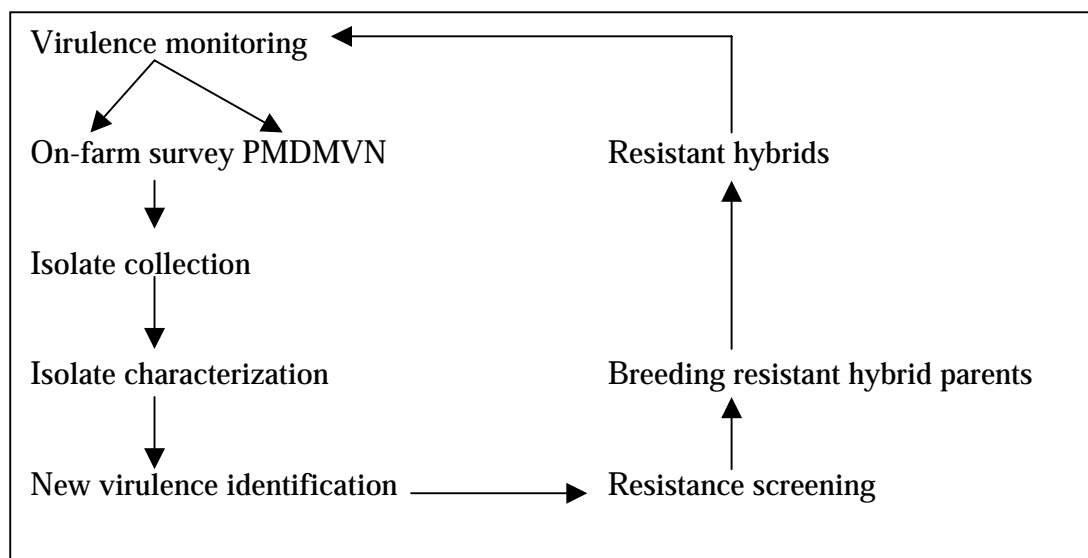 Virulence monitoring
On-farm survey PMDMVN
Isolate collection
Isolate characterization
New virulence identification
Resistance screening
Breeding resistant hybrid parents
Resistant hybrids